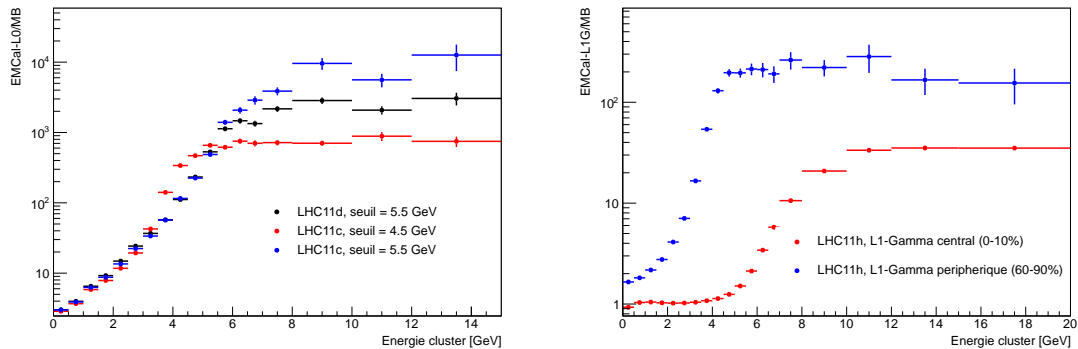 EMCal-L0/MB
10⁴
10³
10²
10
LHC11d, seuil = 5.5 GeV
LHC11c, seuil = 4.5 GeV
LHC11c, seuil = 5.5 GeV
0 2 4 6 8 10 12 14
Energie cluster [GeV]
EMCal-L1G/MB
10²
10
1
LHC11h, L1-Gamma central (0-10%)
LHC11h, L1-Gamma peripherique (60-90%)
0 2 4 6 8 10 12 14 16 18 20
Energie cluster [GeV]